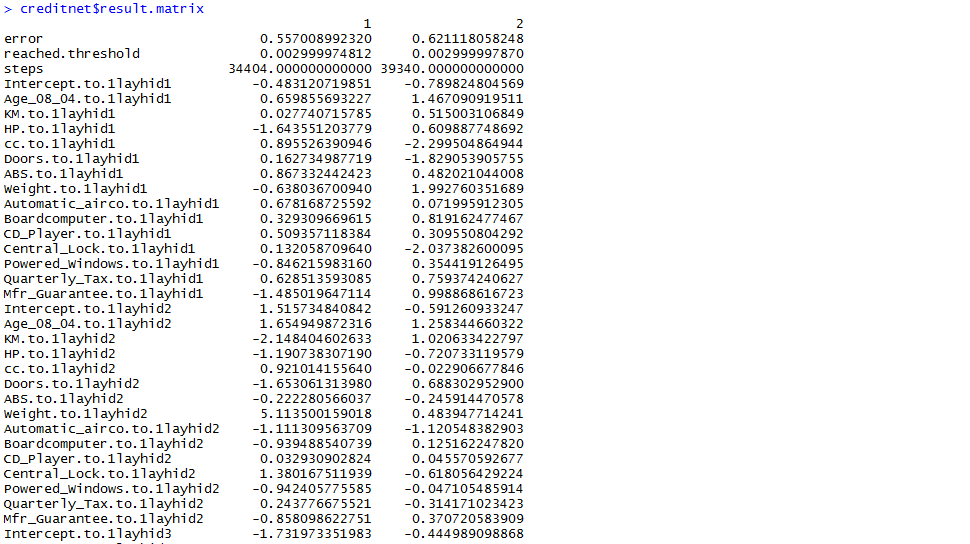 > creditnet$result.matrix
1 2
error 0.557008992320 0.621118058248
reached.threshold 0.002999974812 0.002999997870
steps 34404.000000000000 39340.000000000000
Intercept.to.1layhid1 -0.483120719851 -0.789824804569
Age_08_04.to.1layhid1 0.659855693227 1.467090919511
KM.to.1layhid1 0.027740715785 0.515003106849
HP.to.1layhid1 -1.643551203779 0.609887748692
cc.to.1layhid1 0.895526390946 -2.299504864944
Doors.to.1layhid1 0.162734987719 -1.829053905755
ABS.to.1layhid1 0.867332442423 0.482021044008
Weight.to.1layhid1 -0.638036700940 1.992760351689
Automatic_airco.to.1layhid1 0.678168725592 0.071995912305
Boardcomputer.to.1layhid1 0.329309669615 0.819162477467
CD_Player.to.1layhid1 0.509357118384 0.309550804292
Central_Lock.to.1layhid1 0.132058709640 -2.037382600095
Powered_Windows.to.1layhid1 -0.846215983160 0.354419126495
Quarterly_Tax.to.1layhid1 0.628513593085 0.759374240627
Mfr_Guarantee.to.1layhid1 -1.485019647114 0.998868616723
Intercept.to.1layhid2 1.515734840842 -0.591260933247
Age_08_04.to.1layhid2 1.654949872316 1.258344660322
KM.to.1layhid2 -2.148404602633 1.020633422797
HP.to.1layhid2 -1.190738307190 -0.720733119579
cc.to.1layhid2 0.921014155640 -0.022906677846
Doors.to.1layhid2 -1.653061313980 0.688302952900
ABS.to.1layhid2 -0.222280566037 -0.245914470578
Weight.to.1layhid2 5.113500159018 0.483947714241
Automatic_airco.to.1layhid2 -1.111309563709 -1.120548382903
Boardcomputer.to.1layhid2 -0.939488540739 0.125162247820
CD_Player.to.1layhid2 0.032930902824 0.045570592677
Central_Lock.to.1layhid2 1.380167511939 -0.618056429224
Powered_Windows.to.1layhid2 -0.942405775585 -0.047105485914
Quarterly_Tax.to.1layhid2 0.243776675521 -0.314171023423
Mfr_Guarantee.to.1layhid2 -0.858098622751 0.370720583909
Intercept.to.1layhid3 -1.731973351983 -0.444989098868